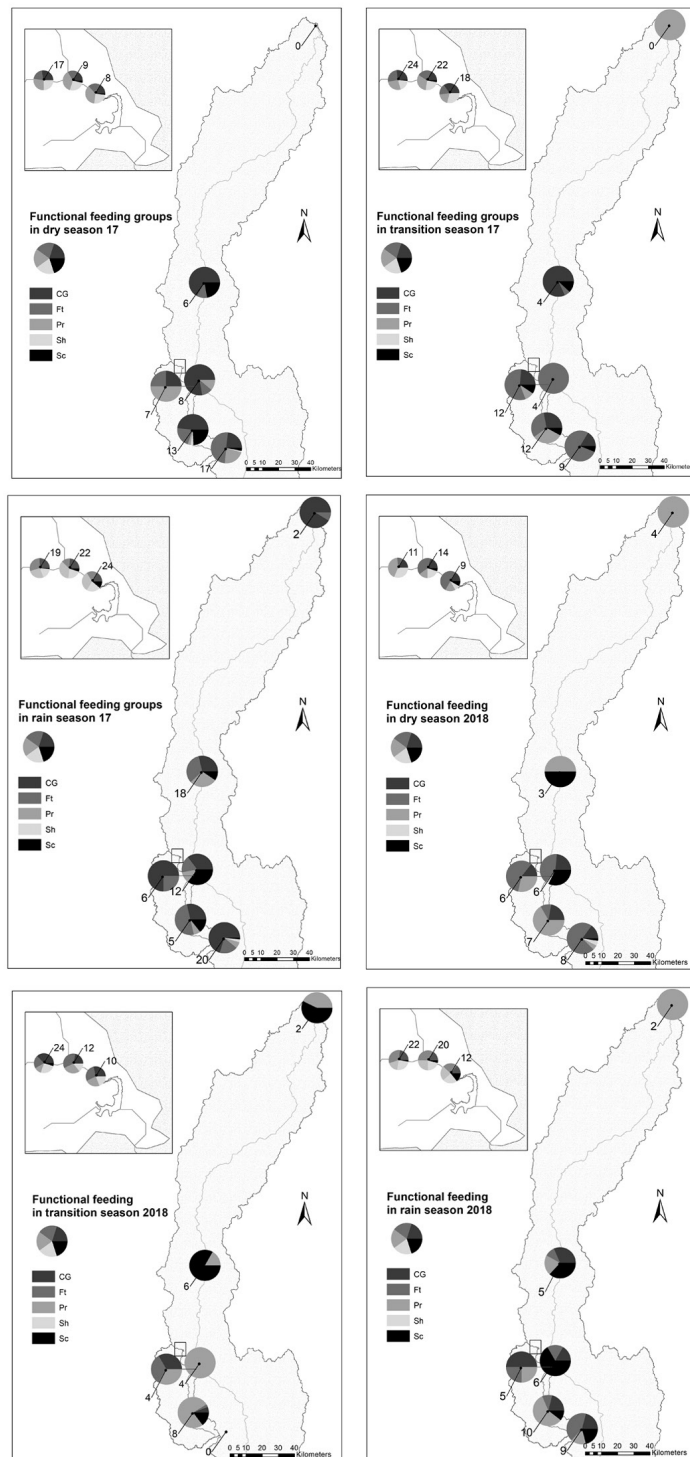 0
17
9
8
Functional feeding groups
in dry season 17
N
CG
Ft
Pr
Sh
Sc
6
7
8
13
17
0 5 10 20 30 40
Kilometers
0
24
22
18
Functional feeding groups
in transition season 17
N
CG
Ft
Pr
Sh
Sc
4
12
4
12
9
0 5 10 20 30 40
Kilometers
2
19
22
24
Functional feeding groups
in rain season 17
N
CG
Ft
Pr
Sh
Sc
18
6
12
5
20
0 5 10 20 30 40
Kilometers
4
11
14
9
Functional feeding
in dry season 2018
N
CG
Ft
Pr
Sh
Sc
3
6
6
7
8
0 5 10 20 30 40
Kilometers
2
24
12
10
Functional feeding
in transition season 2018
N
CG
Ft
Pr
Sh
Sc
6
4
4
8
0
0 5 10 20 30 40
Kilometers
2
22
20
12
Functional feeding
in rain season 2018
N
CG
Ft
Pr
Sh
Sc
5
5
6
10
9
0 5 10 20 30 40
Kilometers